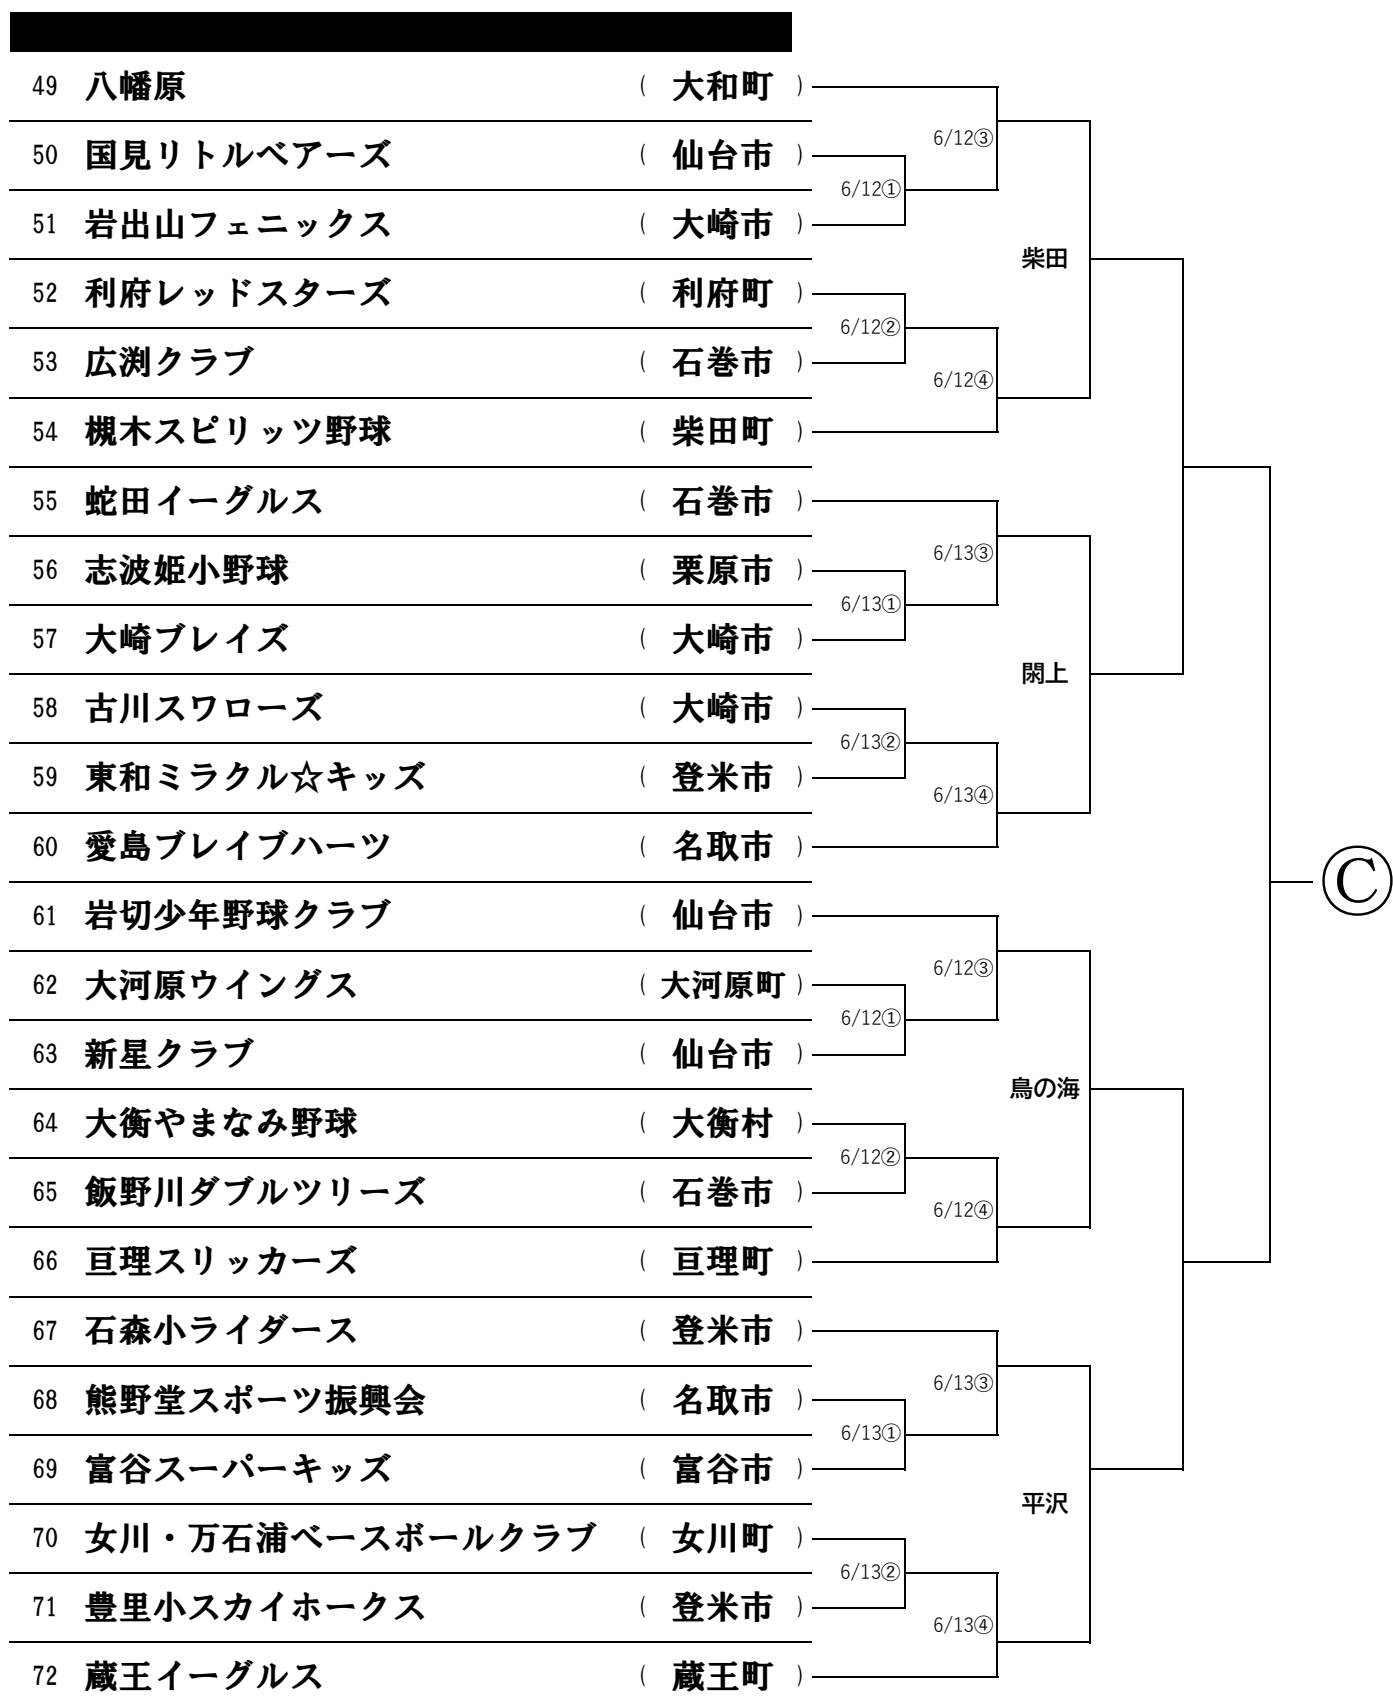 49 八幡原 ( 大和町 )
6/12③
50 国見リトルベアーズ ( 仙台市 )
6/12①
51 岩出山フェニックス ( 大崎市 )
柴田
52 利府レッドスターズ ( 利府町 )
6/12②
53 広渕クラブ ( 石巻市 )
6/12④
54 槻木スピリッツ野球 ( 柴田町 )
55 蛇田イーグルス ( 石巻市 )
6/13③
56 志波姫小野球 ( 栗原市 )
6/13①
57 大崎ブレイズ ( 大崎市 )
閖上
58 古川スワローズ ( 大崎市 )
6/13②
59 東和ミラクル☆キッズ ( 登米市 )
6/13④
60 愛島ブレイブハーツ ( 名取市 )
Ⓒ
61 岩切少年野球クラブ ( 仙台市 )
6/12③
62 大河原ウイングス ( 大河原町 )
6/12①
63 新星クラブ ( 仙台市 )
鳥の海
64 大衡やまなみ野球 ( 大衡村 )
6/12②
65 飯野川ダブルツリーズ ( 石巻市 )
6/12④
66 亘理スリッカーズ ( 亘理町 )
67 石森小ライダース ( 登米市 )
6/13③
68 熊野堂スポーツ振興会 ( 名取市 )
6/13①
69 富谷スーパーキッズ ( 富谷市 )
平沢
70 女川・万石浦ベースボールクラブ ( 女川町 )
6/13②
71 豊里小スカイホークス ( 登米市 )
6/13④
72 蔵王イーグルス ( 蔵王町 )